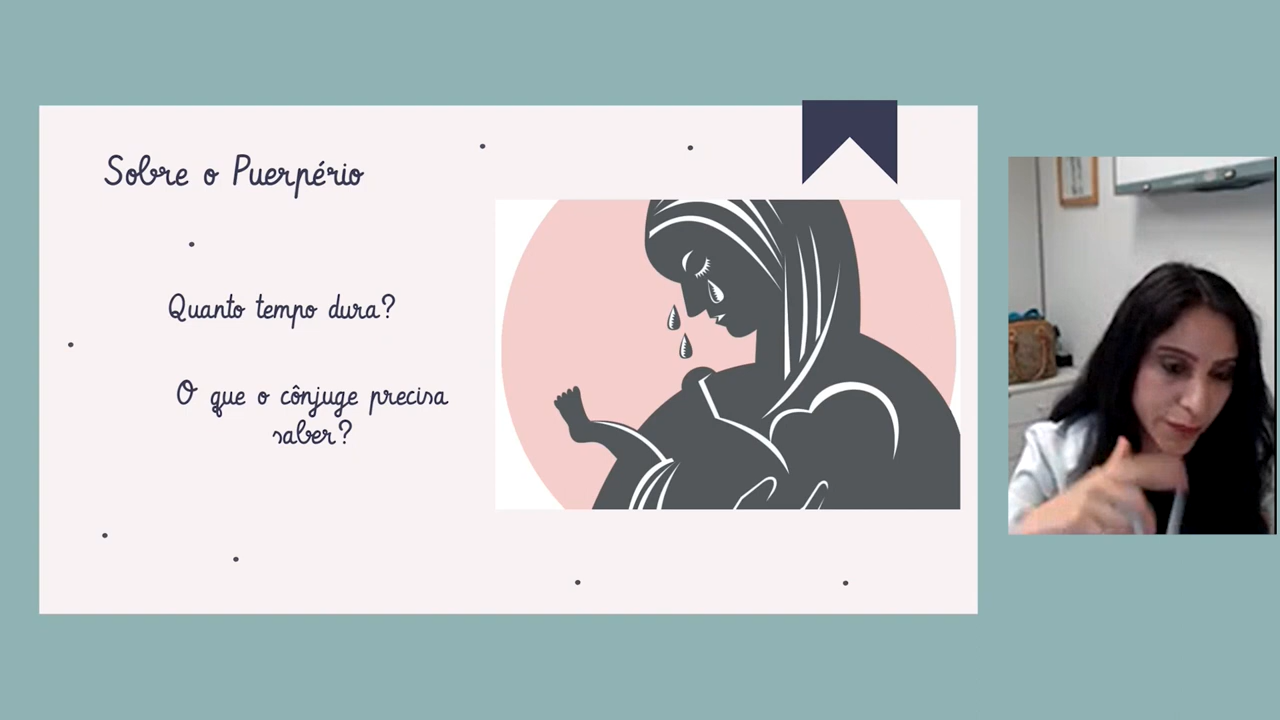 Sobre o Puerpério
Quanto tempo dura?
O que o cônjuge precisa
saber?